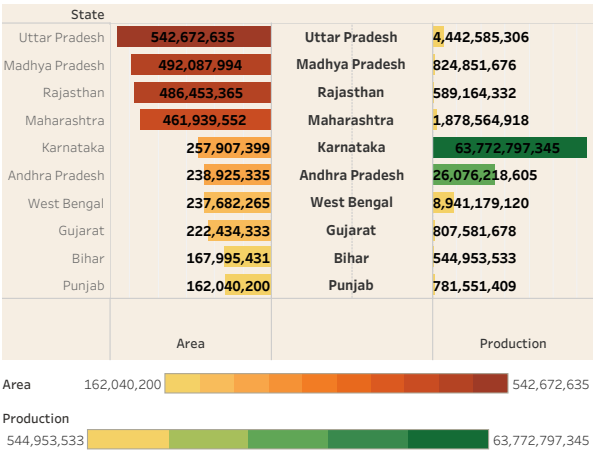 State
Uttar Pradesh 542,672,635 Uttar Pradesh 4,442,585,306
Madhya Pradesh 492,087,994 Madhya Pradesh 824,851,676
Rajasthan 486,453,365 Rajasthan 589,164,332
Maharashtra 461,939,552 Maharashtra 1,878,564,918
Karnataka 257,907,399 Karnataka 63,772,797,345
Andhra Pradesh 238,925,335 Andhra Pradesh 26,076,218,605
West Bengal 237,682,265 West Bengal 8,941,179,120
Gujarat 222,434,333 Gujarat 807,581,678
Bihar 167,995,431 Bihar 544,953,533
Punjab 162,040,200 Punjab 781,551,409
Area Production
Area 162,040,200 542,672,635
Production
544,953,533 63,772,797,345